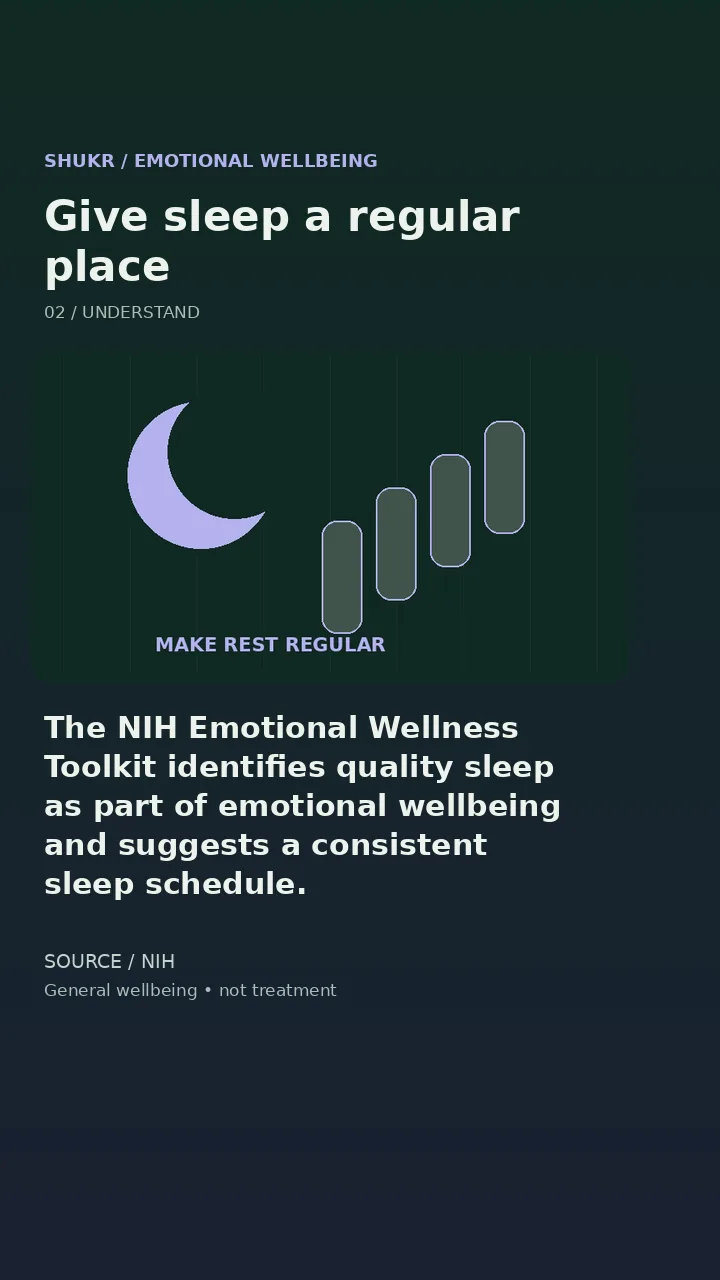 SHUKR / EMOTIONAL WELLBEING
Give sleep a regular
place
02 / UNDERSTAND
MAKE REST REGULAR
The NIH Emotional Wellness
Toolkit identifies quality sleep
as part of emotional wellbeing
and suggests a consistent
sleep schedule.
SOURCE / NIH
General wellbeing • not treatment